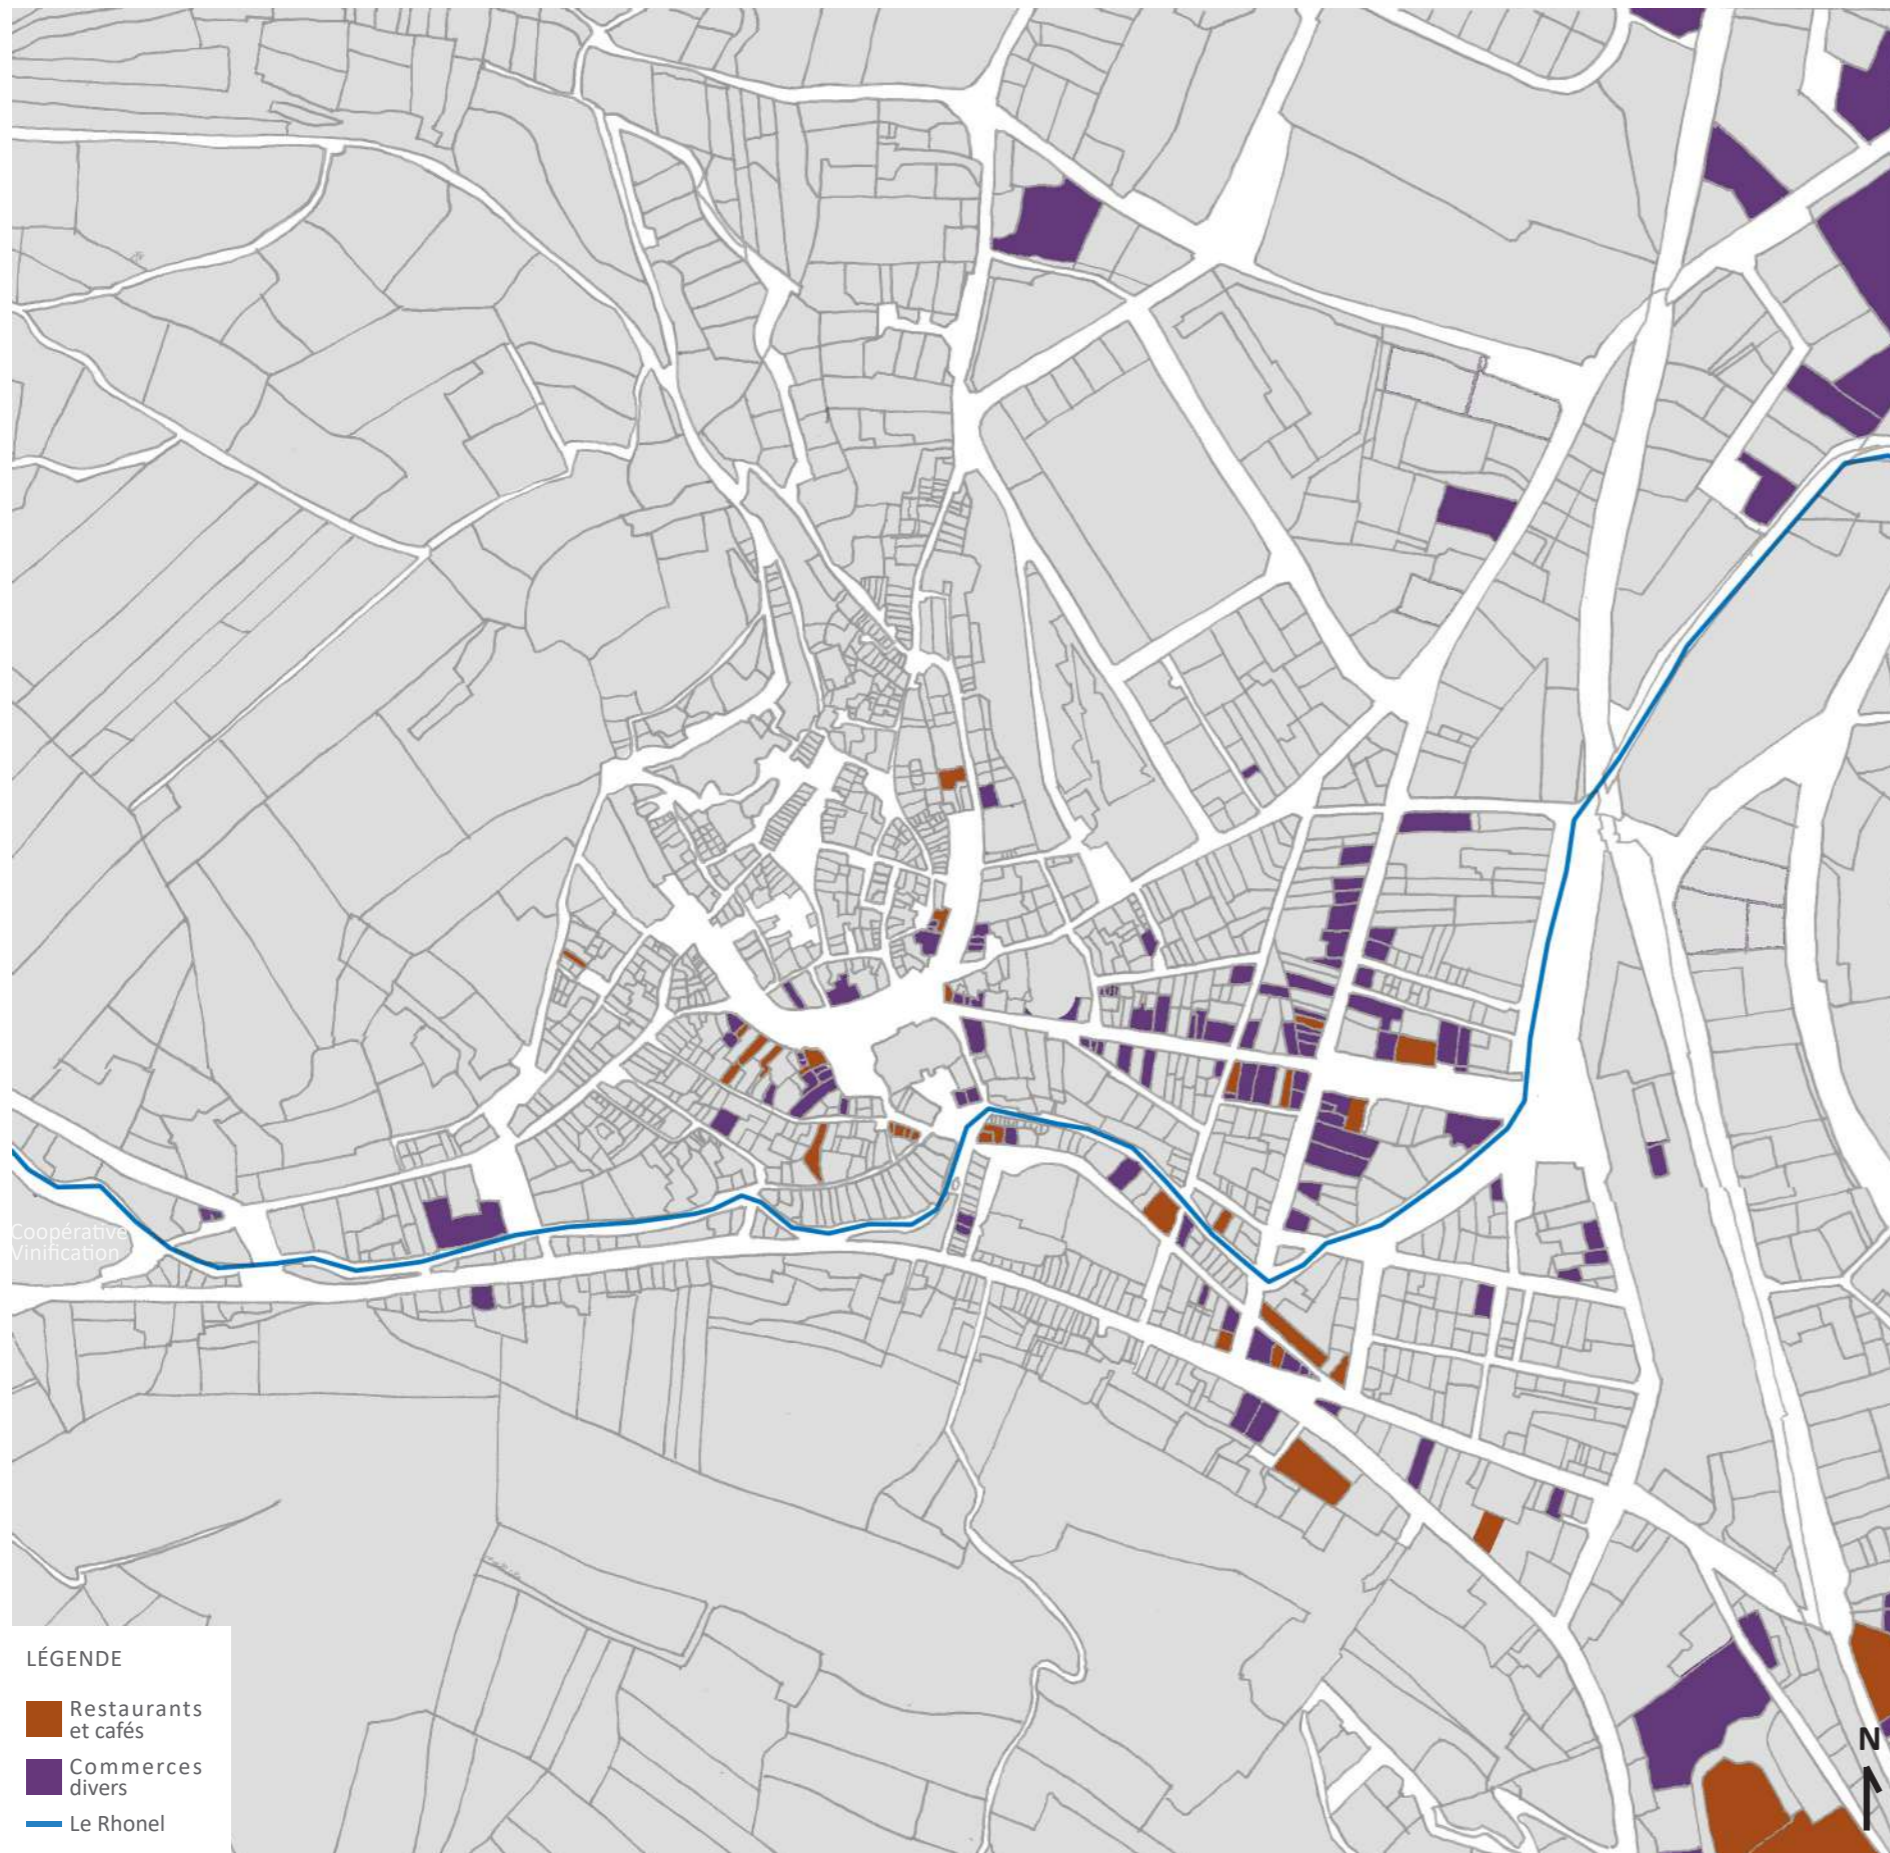 Coopérative
Vinification
LÉGENDE
Restaurants
et cafés
Commerces
divers
Le Rhonel
N